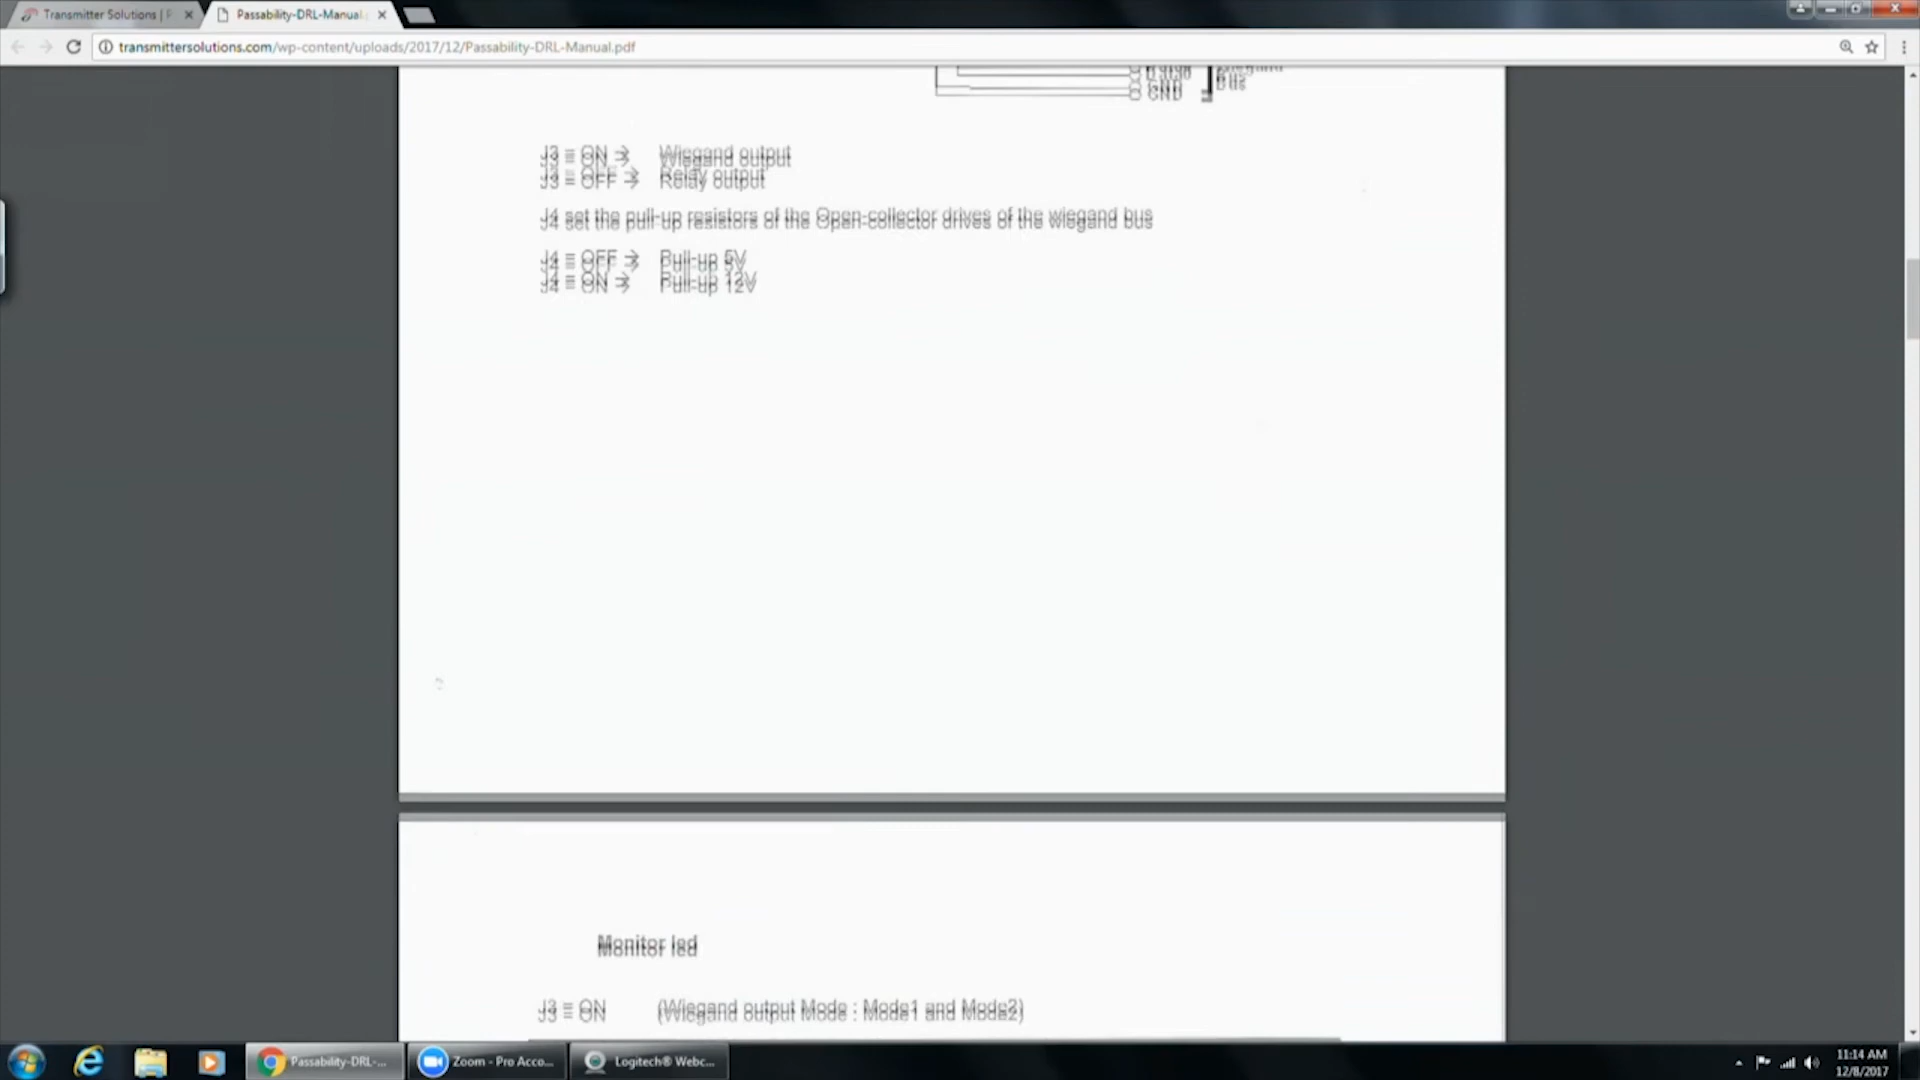 Transmitter Solutions | P
Passability-DRL-Manual.
transmittersolutions.com/wp-content/uploads/2017/12/Passability-DRL-Manual.pdf
GND
Bus
J3 = ON → Wiegand output
J3 = OFF → Relay output
J4 set the pull-up resistors of the Open-collector drives of the wiegand bus
J4 = OFF → Pull-up 5V
J4 = ON → Pull-up 12V
Monitor led
J3 = ON (Wiegand output Mode : Mode1 and Mode2)
Passability-DRL-...
Zoom - Pro Acco...
Logitech® Webc...
11:14 AM
12/8/2017